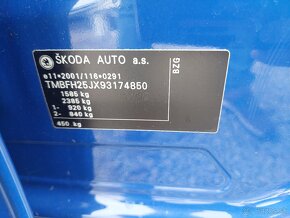 ŠKODA AUTO a.s.
e11*2001/116*0291
TMBFH25JX93174850
1585 kg
2385 kg
1- 920 kg
2- 840 kg
450 kg
BZG